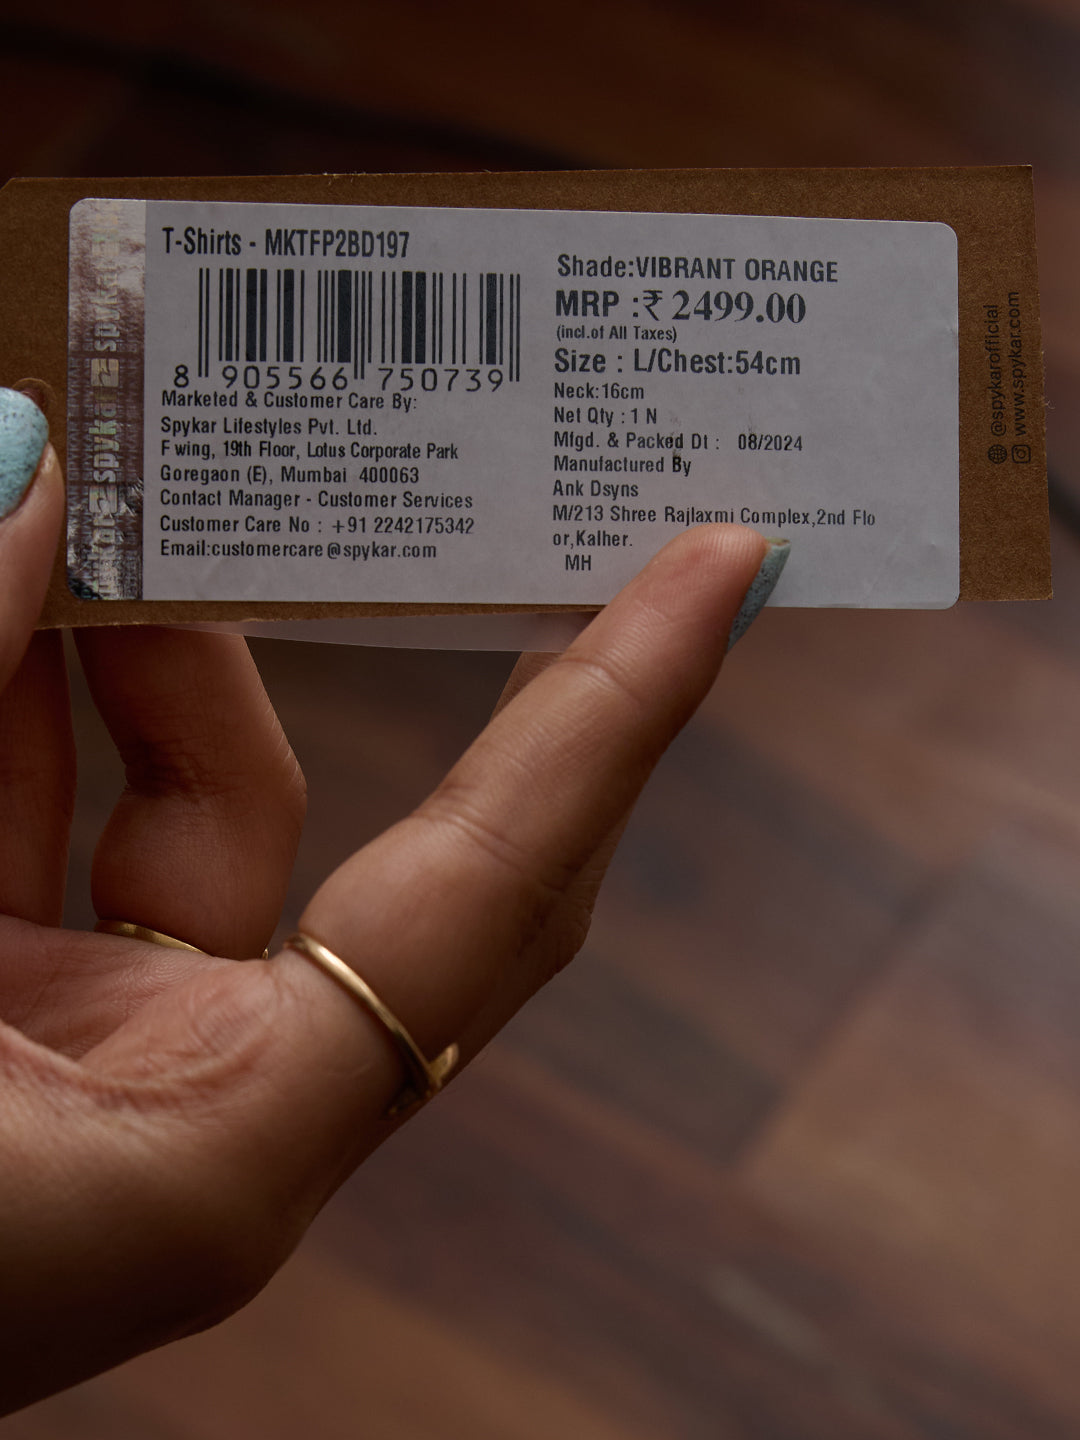 T-Shirts - MKTFP2BD197
8 905566 750739
Marketed & Customer Care By:
Spykar Lifestyles Pvt. Ltd.
F wing, 19th Floor, Lotus Corporate Park
Goregaon (E), Mumbai 400063
Contact Manager - Customer Services
Customer Care No : +91 2242175342
Email:customercare@spykar.com
Shade:VIBRANT ORANGE
MRP :₹ 2499.00
(incl.of All Taxes)
Size : L/Chest:54cm
Neck:16cm
Net Qty : 1 N
Mfgd. & Packed Dt : 08/2024
Manufactured By
Ank Dsyns
M/213 Shree Rajlaxmi Complex,2nd Flo
or,Kalher.
MH
@spykarofficial
www.spykar.com
spykar
spykar